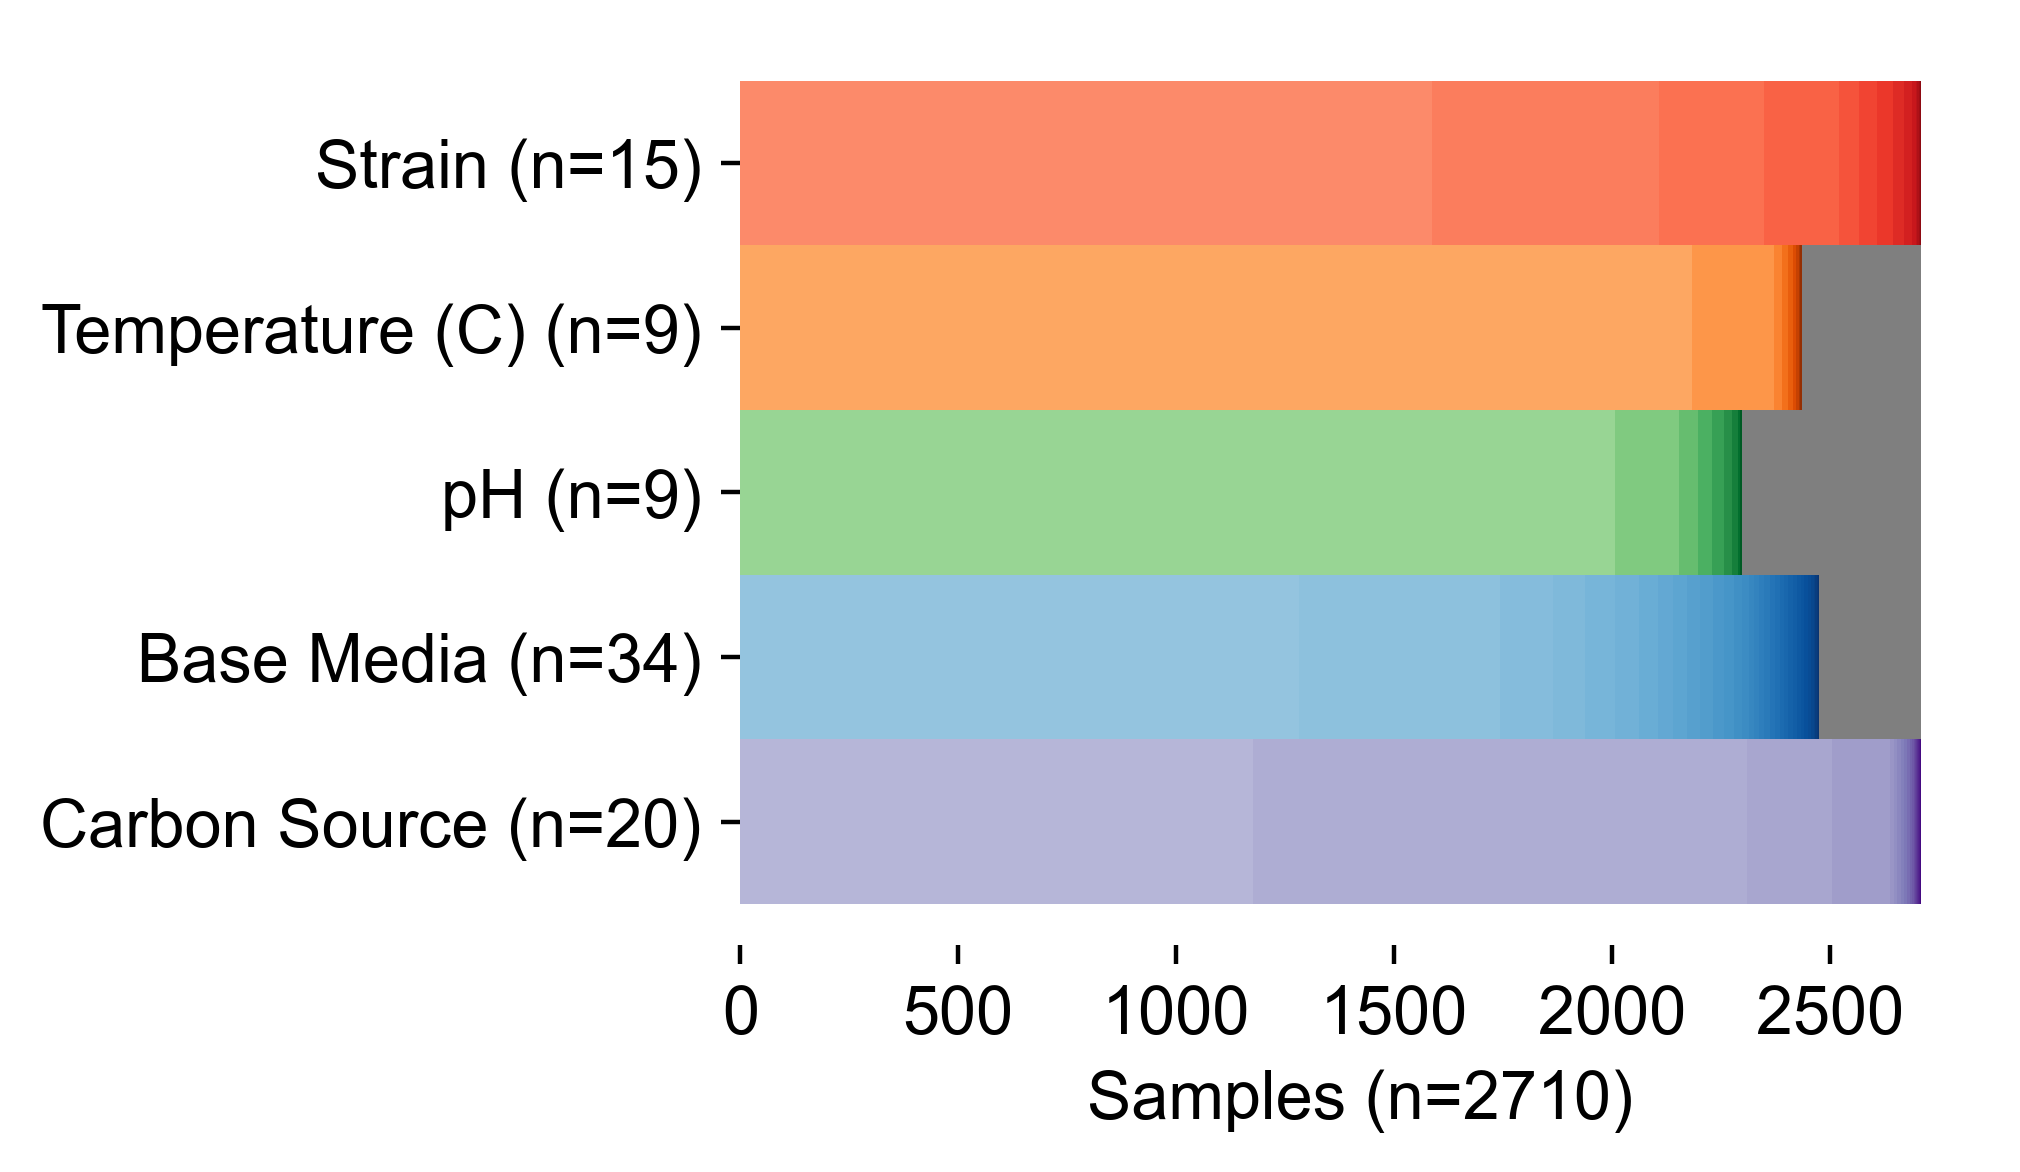 Strain (n=15)
Temperature (C) (n=9)
pH (n=9)
Base Media (n=34)
Carbon Source (n=20)
0 500 1000 1500 2000 2500
Samples (n=2710)